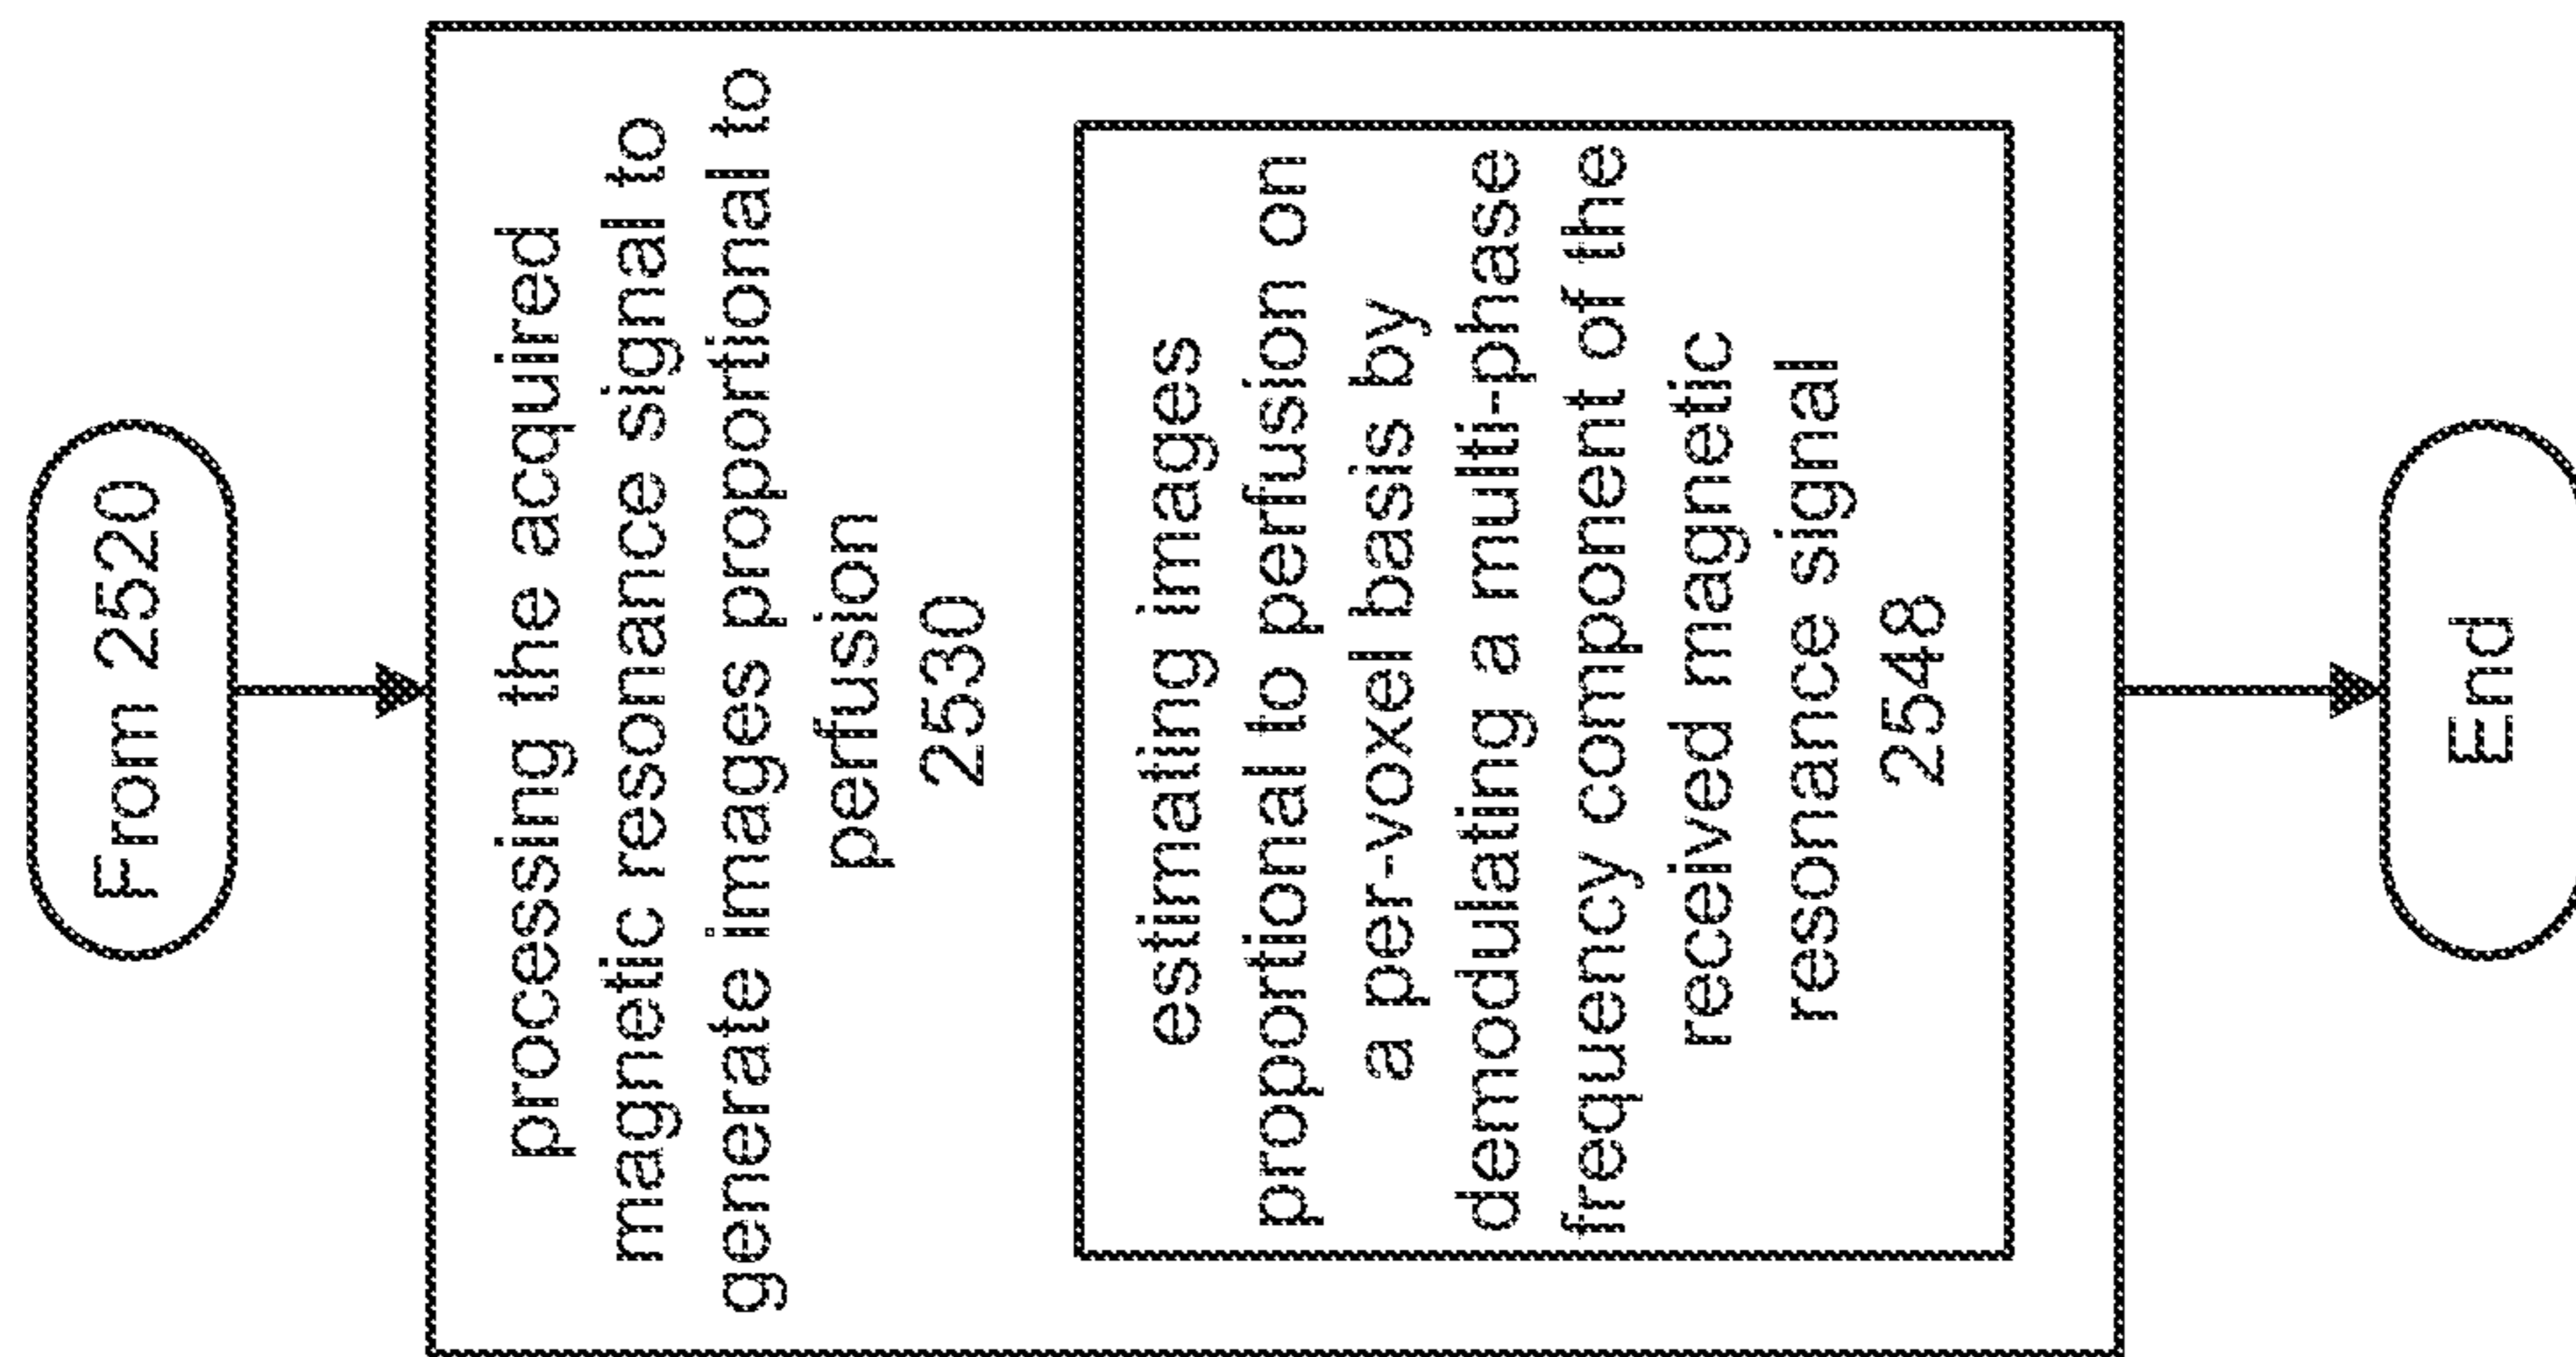 From 2520
processing the acquired
magnetic resonance signal to
generate images proportional to
perfusion
2530
estimating images
proportional to perfusion on
a per-voxel basis by
demodulating a multi-phase
frequency component of the
received magnetic
resonance signal
2548
End